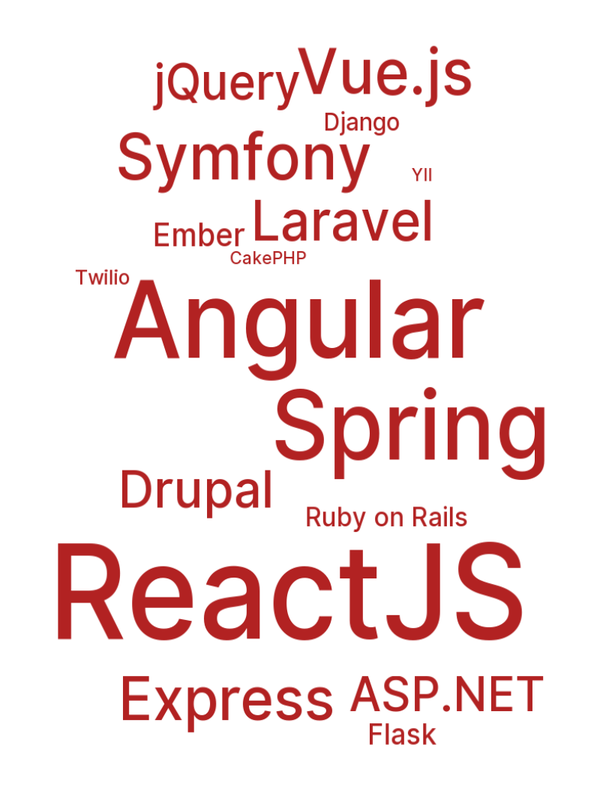 jQuery Vue.js
Django
Symfony
YII
Ember Laravel
CakePHP
Twilio
Angular
Spring
Drupal
Ruby on Rails
ReactJS
Express ASP.NET
Flask